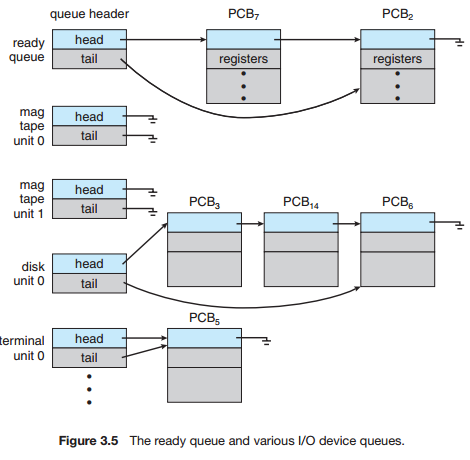 queue header
PCB7
PCB2
ready
queue
head
tail
registers
registers
mag
tape
unit 0
head
tail
mag
tape
unit 1
head
tail
PCB3
PCB14
PCB6
disk
unit 0
head
tail
PCB5
terminal
unit 0
head
tail
Figure 3.5 The ready queue and various I/O device queues.